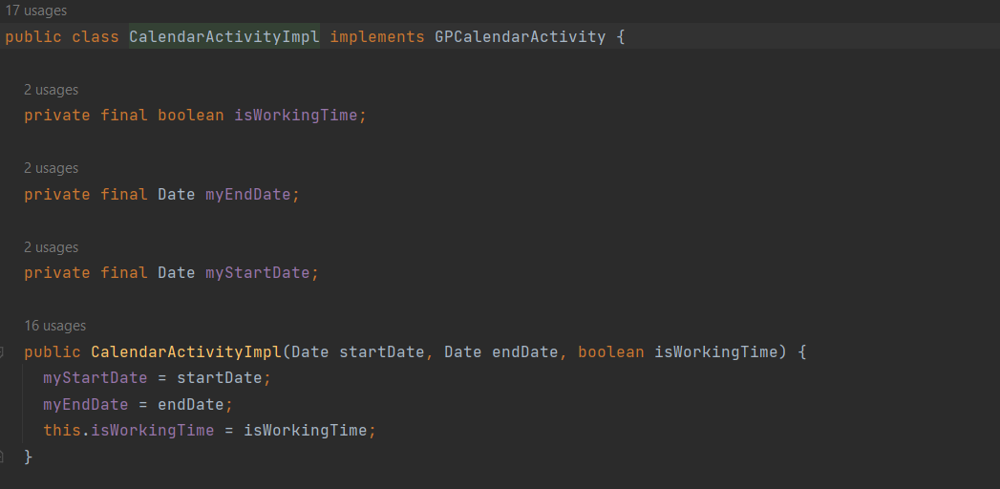 17 usages
public class CalendarActivityImpl implements GPCalendarActivity {
2 usages
private final boolean isWorkingTime;
2 usages
private final Date myEndDate;
2 usages
private final Date myStartDate;
16 usages
public CalendarActivityImpl(Date startDate, Date endDate, boolean isWorkingTime) {
myStartDate = startDate;
myEndDate = endDate;
this.isWorkingTime = isWorkingTime;
}